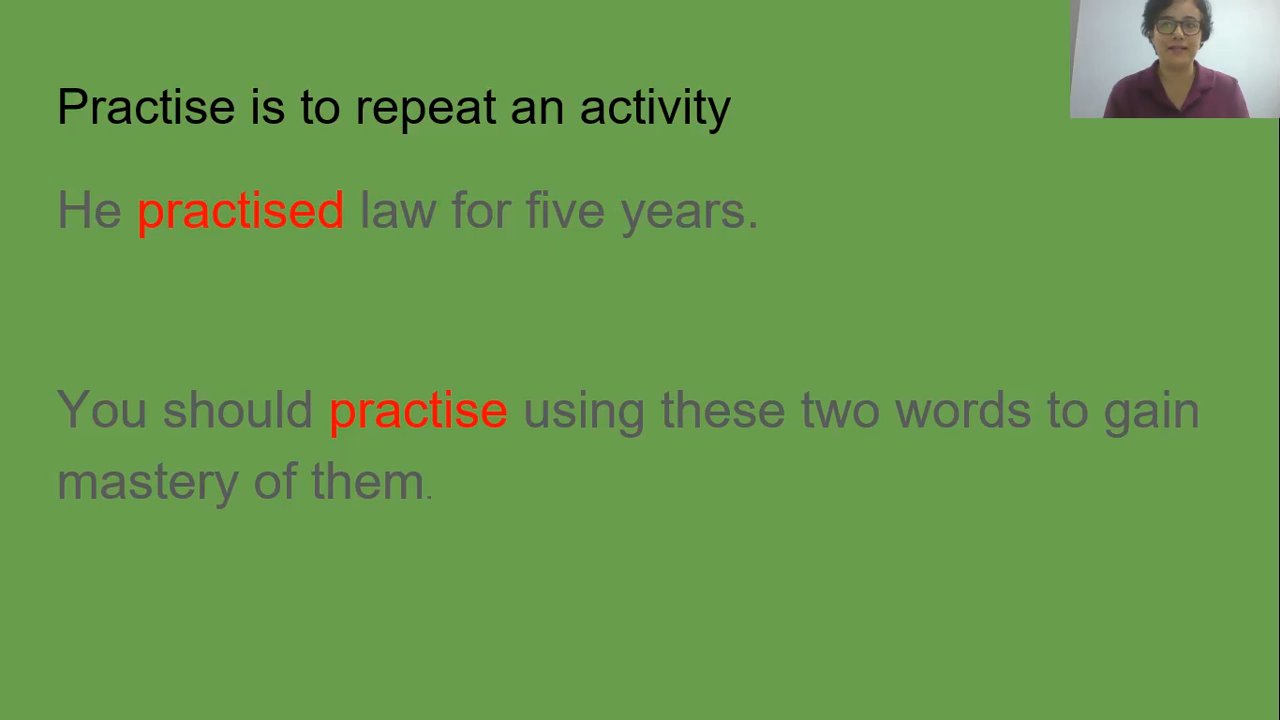 Practise is to repeat an activity
He practised law for five years.
You should practise using these two words to gain
mastery of them.